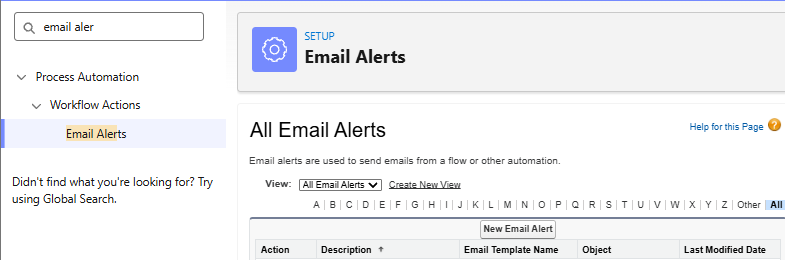 email aler
Process Automation
Workflow Actions
Email Alerts
Didn't find what you're looking for? Try
using Global Search.
SETUP
Email Alerts
All Email Alerts
Help for this Page ?
Email alerts are used to send emails from a flow or other automation.
View: All Email Alerts Create New View
A | B | C | D | E | F | G | H | I | J | K | L | M | N | O | P | Q | R | S | T | U | V | W | X | Y | Z | Other All
New Email Alert
Action Description Email Template Name Object Last Modified Date